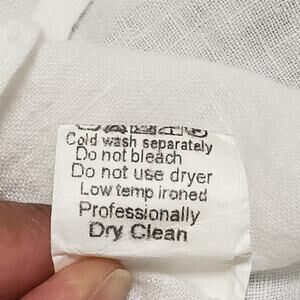 Cold wash separately
Do not bleach
Do not use dryer
Low temp ironed
Professionally
Dry Clean